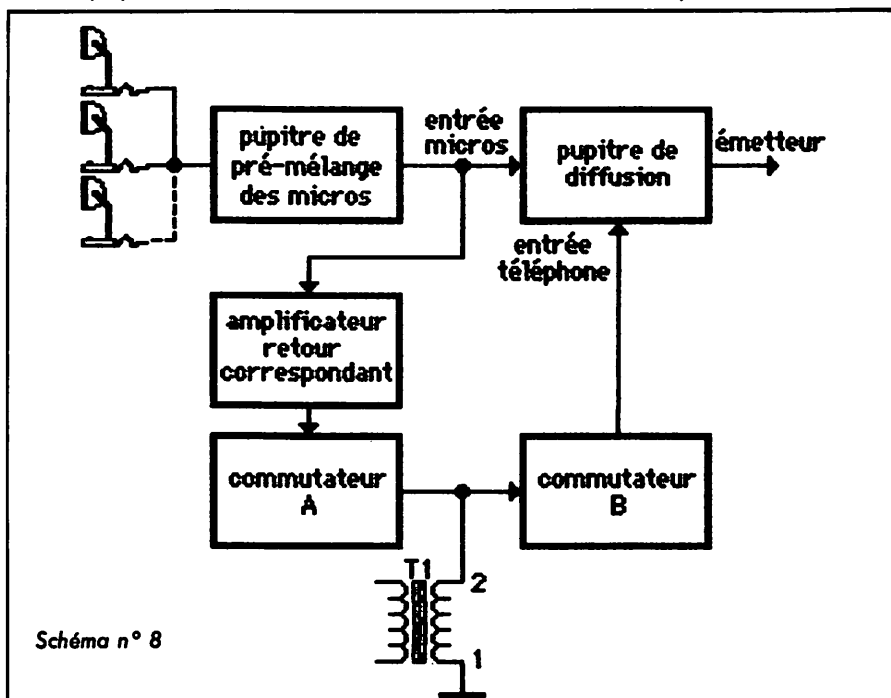 pupitre de
pré-mélange
des micros
entrée
micros
pupitre de
diffusion
émetteur
entrée
téléphone
amplificateur
retour
correspondant
commutateur
A
commutateur
B
T1
2
1
Schéma n° 8